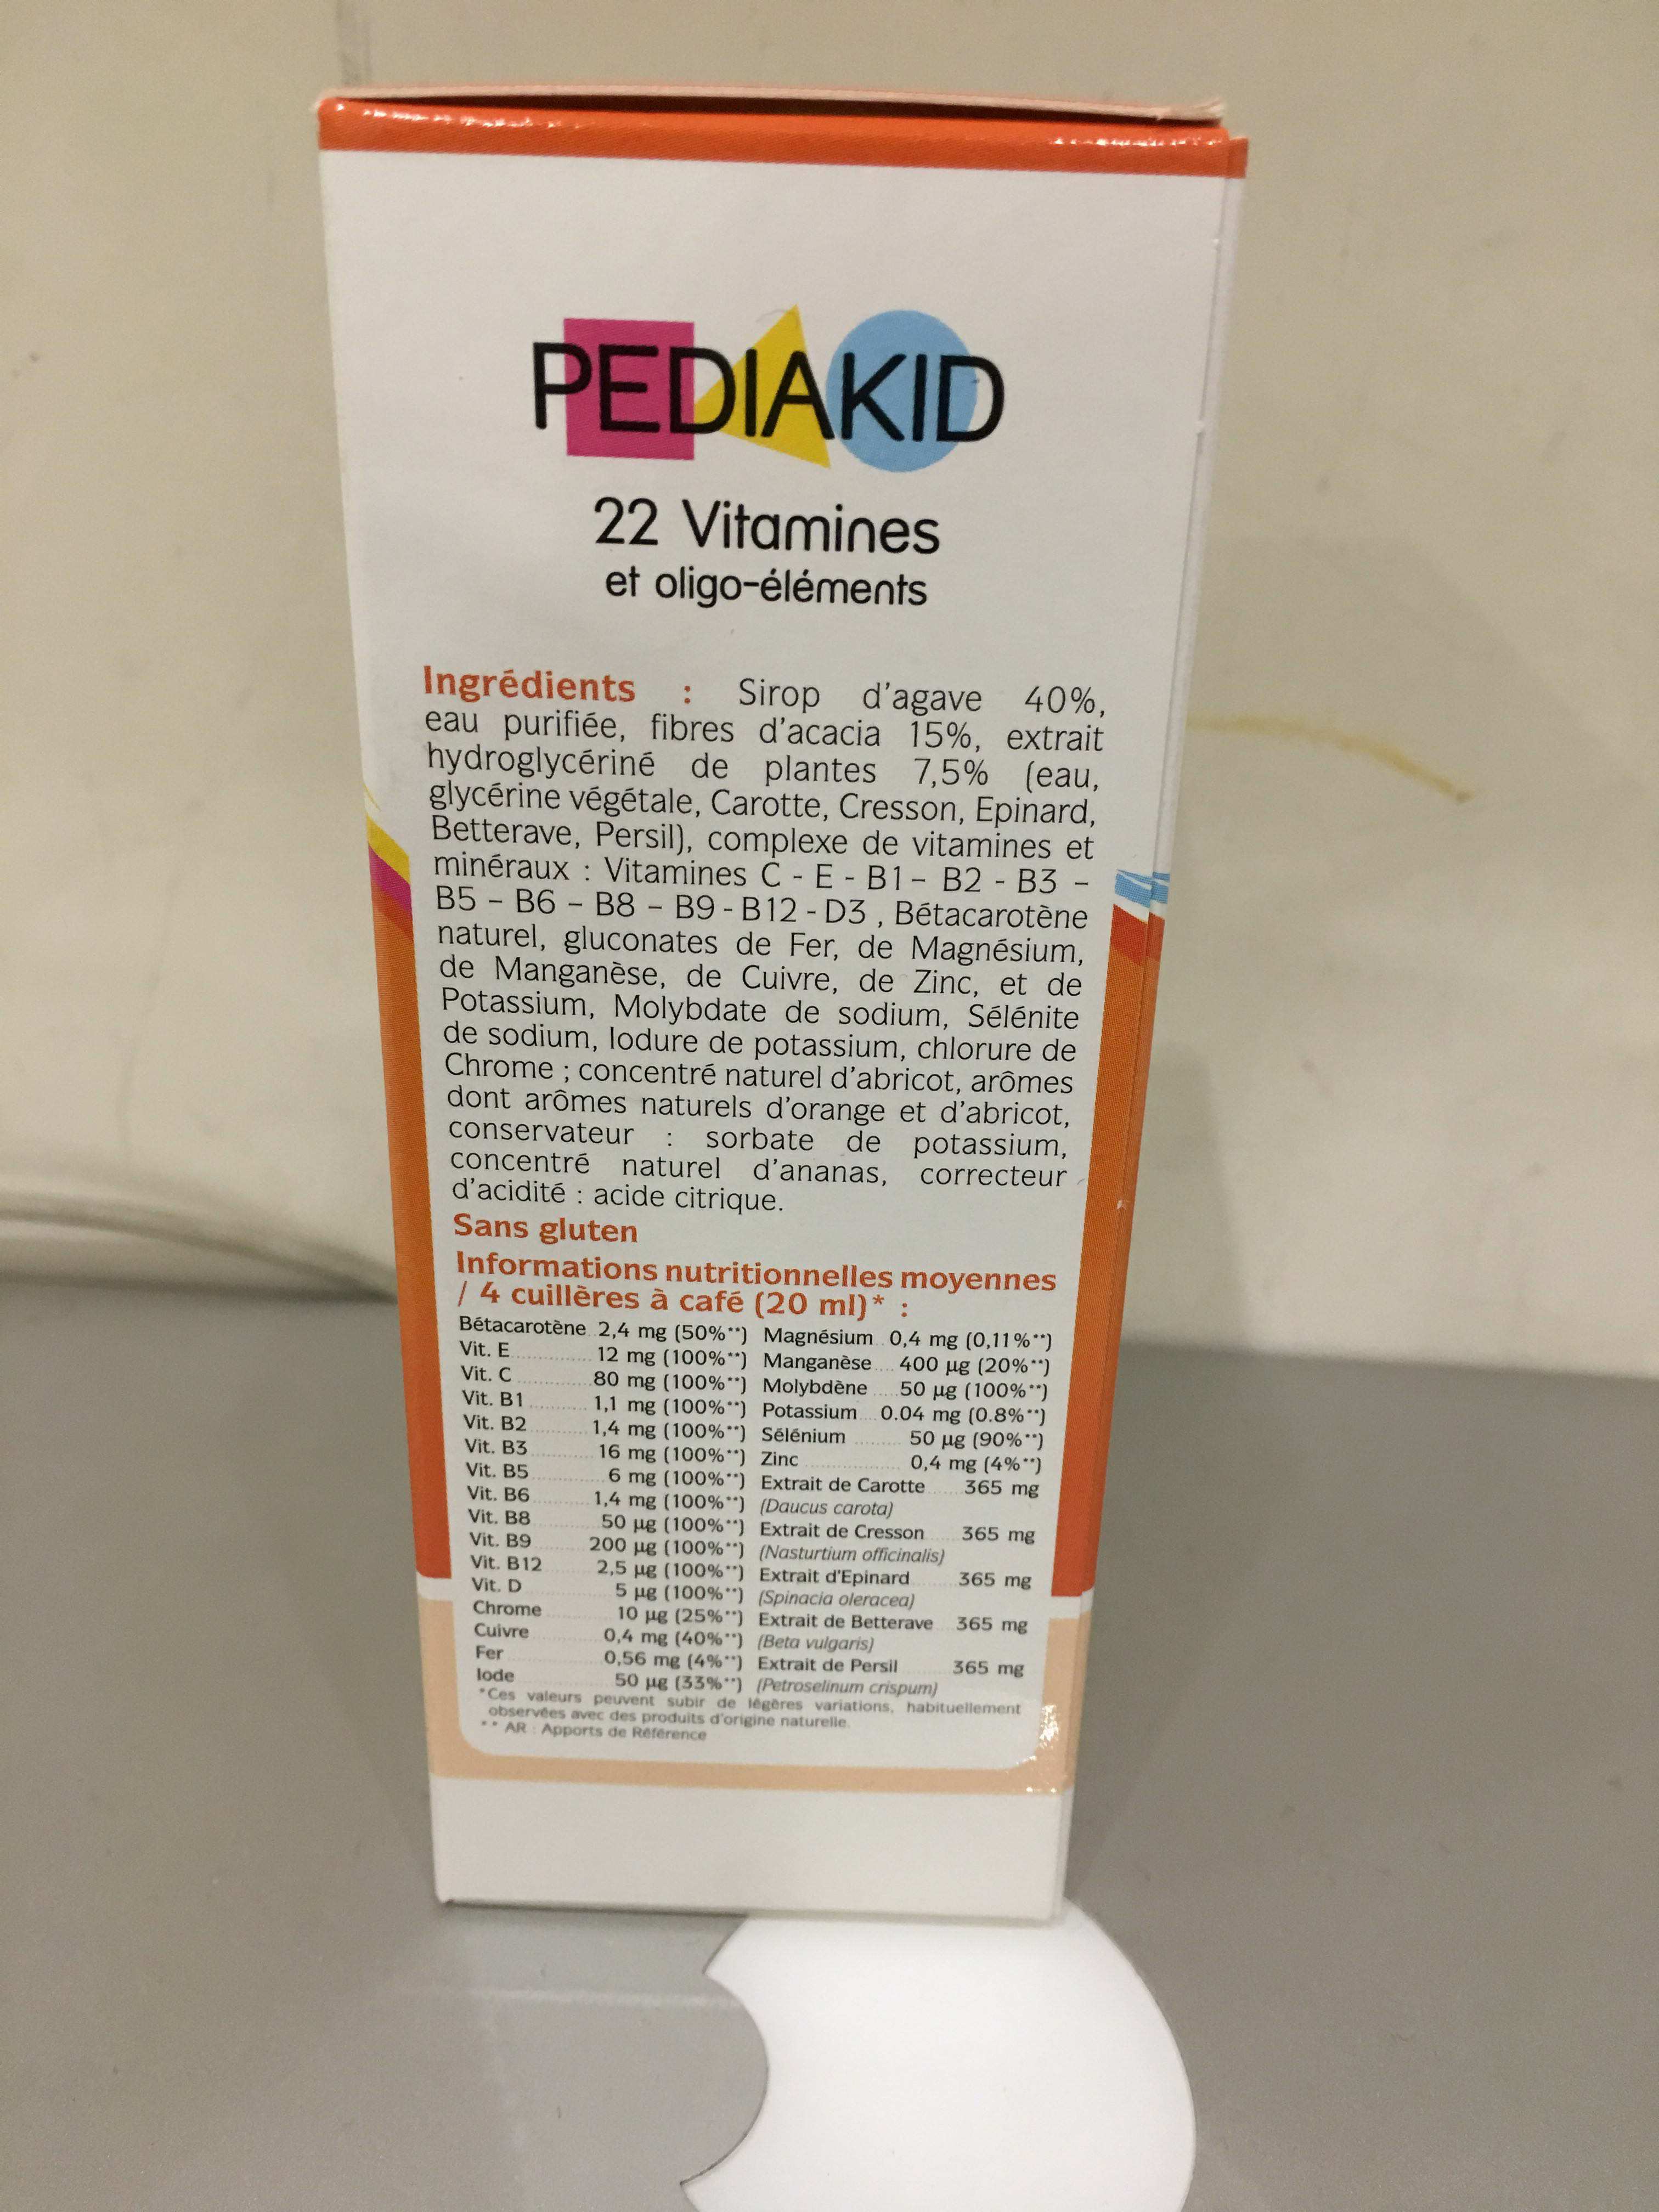 PEDIAKID
22 Vitamines
et oligo-éléments
Ingrédients : Sirop d'agave 40%,
eau purifiée, fibres d'acacia 15%, extrait
hydroglycériné de plantes 7,5% (eau,
glycérine végétale, Carotte, Cresson, Epinard,
Betterave, Persil), complexe de vitamines et
minéraux : Vitamines C - E - B1 – B2 - B3 –
B5 – B6 – B8 – B9 - B12 - D3 , Bétacarotène
naturel, gluconates de Fer, de Magnésium,
de Manganèse, de Cuivre, de Zinc, et de
Potassium, Molybdate de sodium, Sélénite
de sodium, Iodure de potassium, chlorure de
Chrome ; concentré naturel d'abricot, arômes
dont arômes naturels d'orange et d'abricot,
conservateur : sorbate de potassium,
concentré naturel d'ananas, correcteur
d'acidité : acide citrique.
Sans gluten
Informations nutritionnelles moyennes
/ 4 cuillères à café (20 ml)* :
Bétacarotène 2,4 mg (50%**)
Vit. E 12 mg (100%**)
Vit. C 80 mg (100%**)
Vit. B1 1,1 mg (100%**)
Vit. B2 1,4 mg (100%**)
Vit. B3 16 mg (100%**)
Vit. B5 6 mg (100%**)
Vit. B6 1,4 mg (100%**)
Vit. B8 50 µg (100%**)
Vit. B9 200 µg (100%**)
Vit. B12 2,5 µg (100%**)
Vit. D 5 µg (100%**)
Chrome 10 µg (25%**)
Cuivre 0,4 mg (40%**)
Fer 0,56 mg (4%**)
Iode 50 µg (33%**)
Magnésium 0,4 mg (0,11%**)
Manganèse 400 µg (20%**)
Molybdène 50 µg (100%**)
Potassium 0.04 mg (0.8%**)
Sélénium 50 µg (90%**)
Zinc 0,4 mg (4%**)
Extrait de Carotte 365 mg
(Daucus carota)
Extrait de Cresson 365 mg
(Nasturtium officinalis)
Extrait d'Epinard 365 mg
(Spinacia oleracea)
Extrait de Betterave 365 mg
(Beta vulgaris)
Extrait de Persil 365 mg
(Petroselinum crispum)
*Ces valeurs peuvent subir de légères variations, habituellement
observées avec des produits d'origine naturelle.
** AR : Apports de Référence